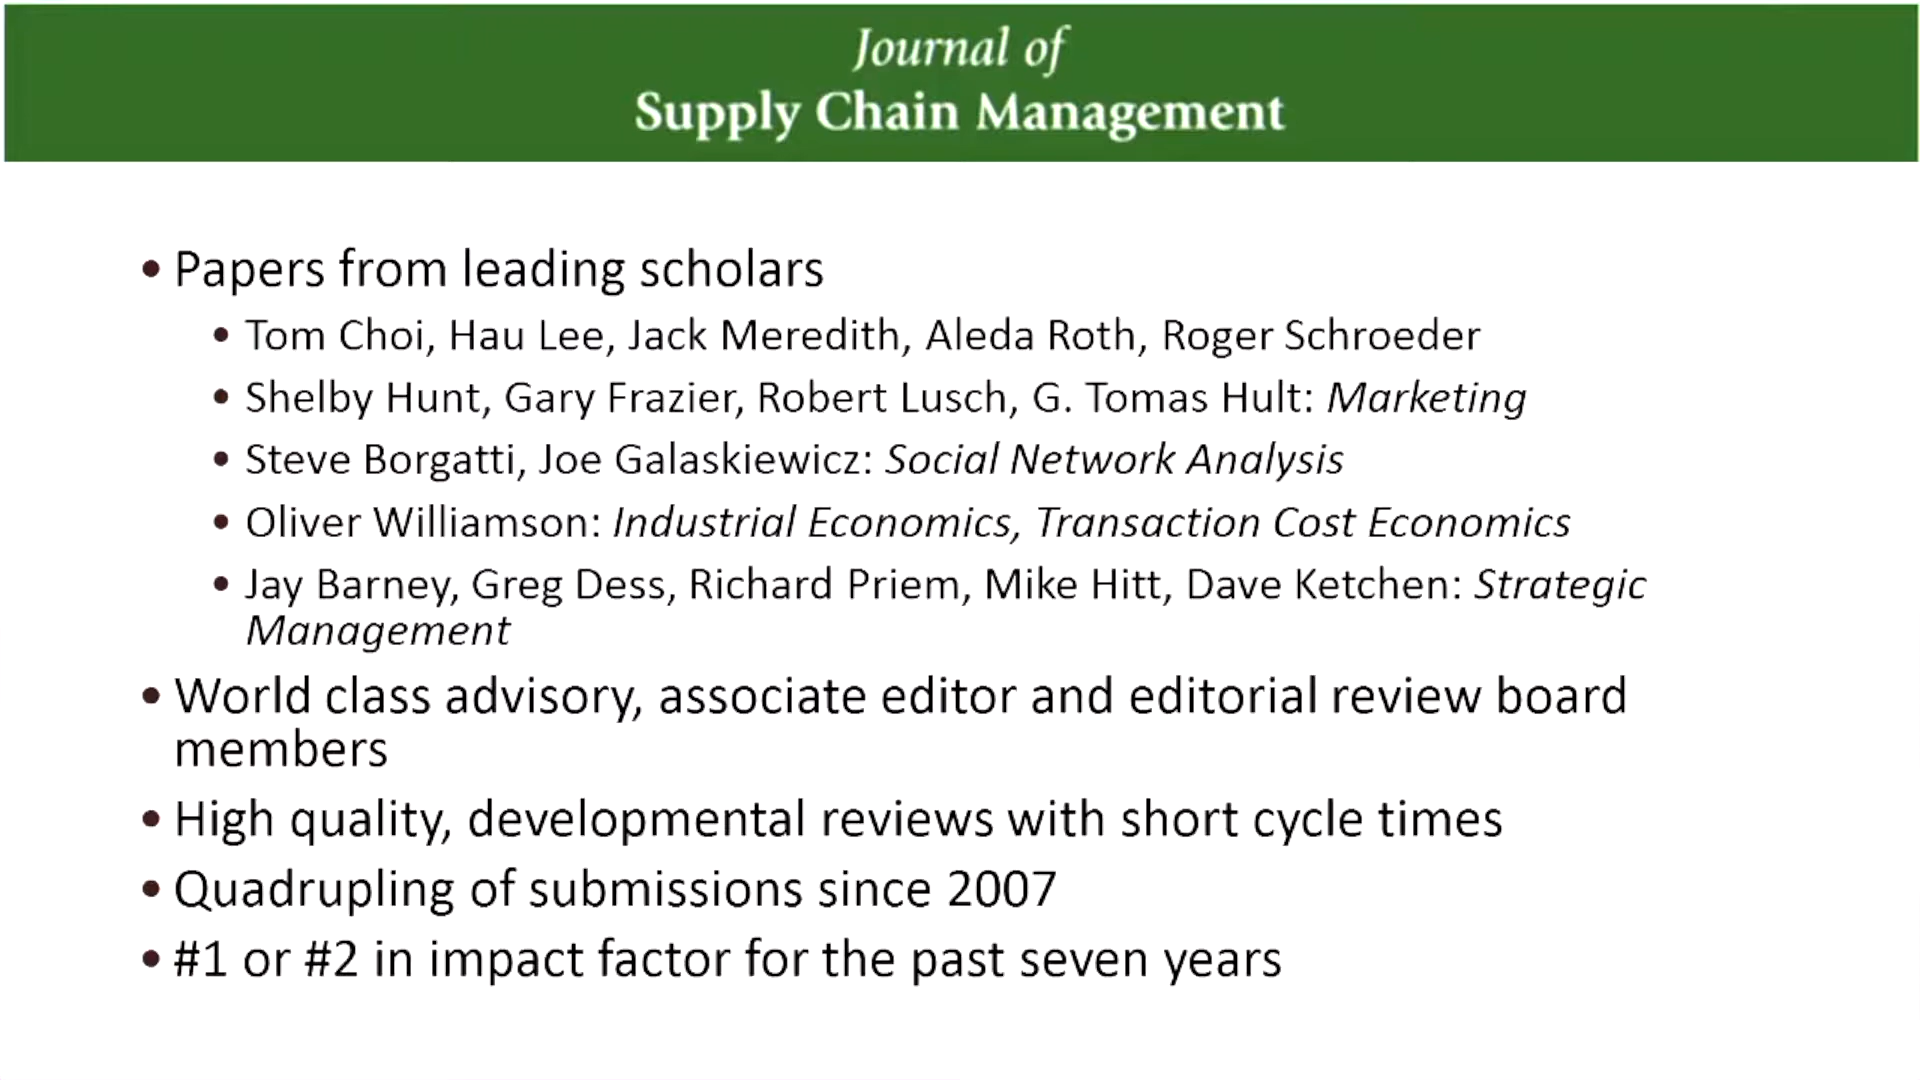 Journal of
Supply Chain Management
• Papers from leading scholars
• Tom Choi, Hau Lee, Jack Meredith, Aleda Roth, Roger Schroeder
• Shelby Hunt, Gary Frazier, Robert Lusch, G. Tomas Hult: Marketing
• Steve Borgatti, Joe Galaskiewicz: Social Network Analysis
• Oliver Williamson: Industrial Economics, Transaction Cost Economics
• Jay Barney, Greg Dess, Richard Priem, Mike Hitt, Dave Ketchen: Strategic
Management
• World class advisory, associate editor and editorial review board
members
• High quality, developmental reviews with short cycle times
• Quadrupling of submissions since 2007
• #1 or #2 in impact factor for the past seven years